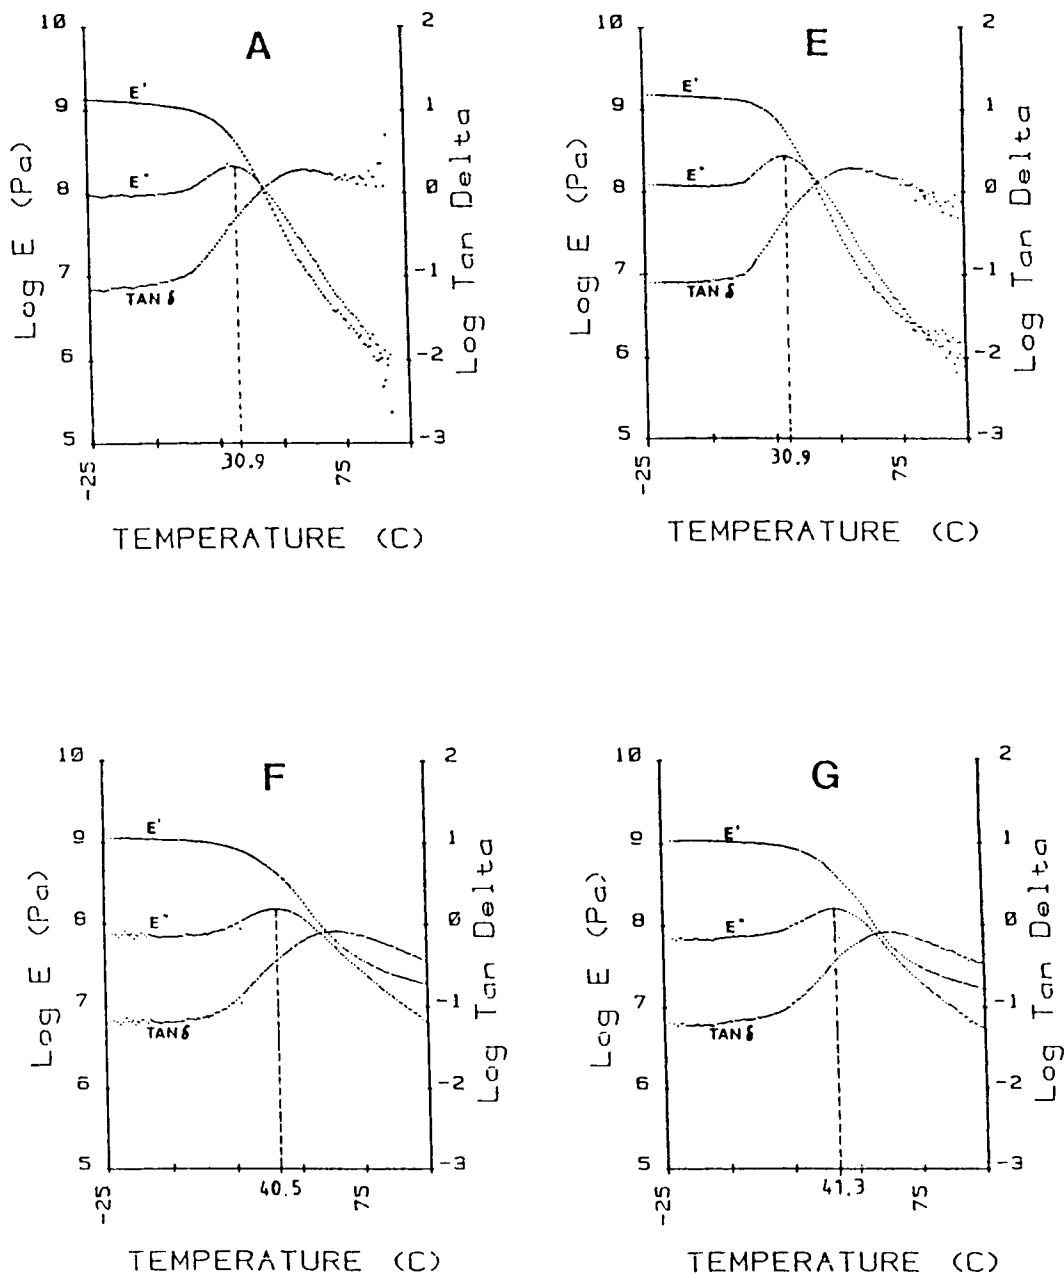 A
10
9
8
7
6
5
Log E (Pa)
2
1
0
-1
-2
-3
Log Tan Delta
E'
E"
TAN δ
-25
30.9
75
TEMPERATURE (C)
E
10
9
8
7
6
5
Log E (Pa)
2
1
0
-1
-2
-3
Log Tan Delta
E'
E"
TAN δ
-25
30.9
75
TEMPERATURE (C)
F
10
9
8
7
6
5
Log E (Pa)
2
1
0
-1
-2
-3
Log Tan Delta
E'
E"
TAN δ
-25
40.5
75
TEMPERATURE (C)
G
10
9
8
7
6
5
Log E (Pa)
2
1
0
-1
-2
-3
Log Tan Delta
E'
E"
TAN δ
-25
41.3
75
TEMPERATURE (C)